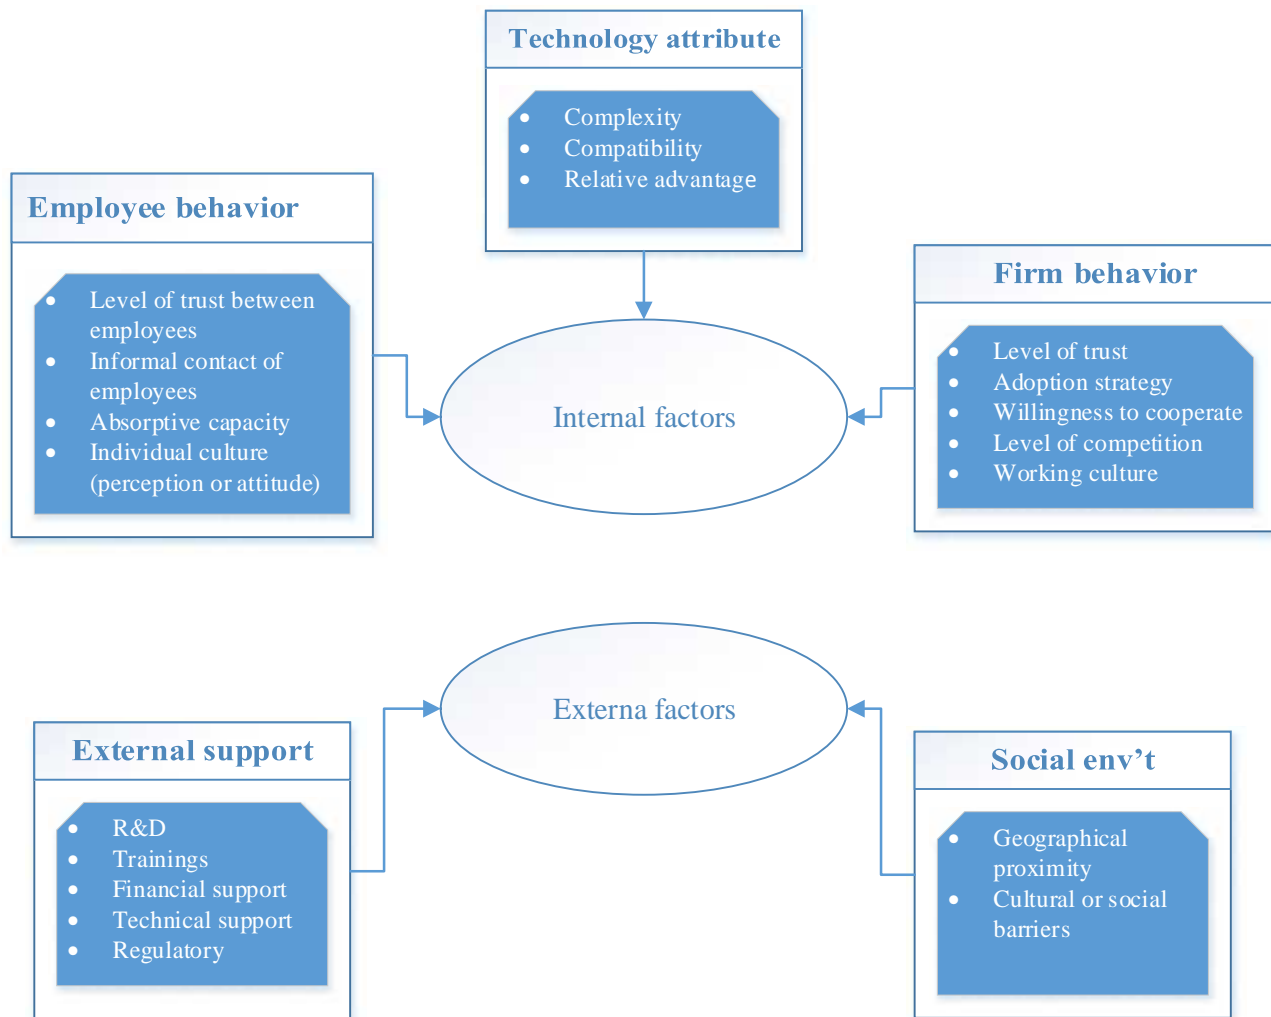 Technology attribute
Complexity
Compatibility
Relative advantage
Employee behavior
Level of trust between
employees
Informal contact of
employees
Absorptive capacity
Individual culture
(perception or attitude)
Firm behavior
Level of trust
Adoption strategy
Willingness to cooperate
Level of competition
Working culture
Internal factors
Externa factors
External support
R&D
Trainings
Financial support
Technical support
Regulatory
Social env’t
Geographical
proximity
Cultural or social
barriers